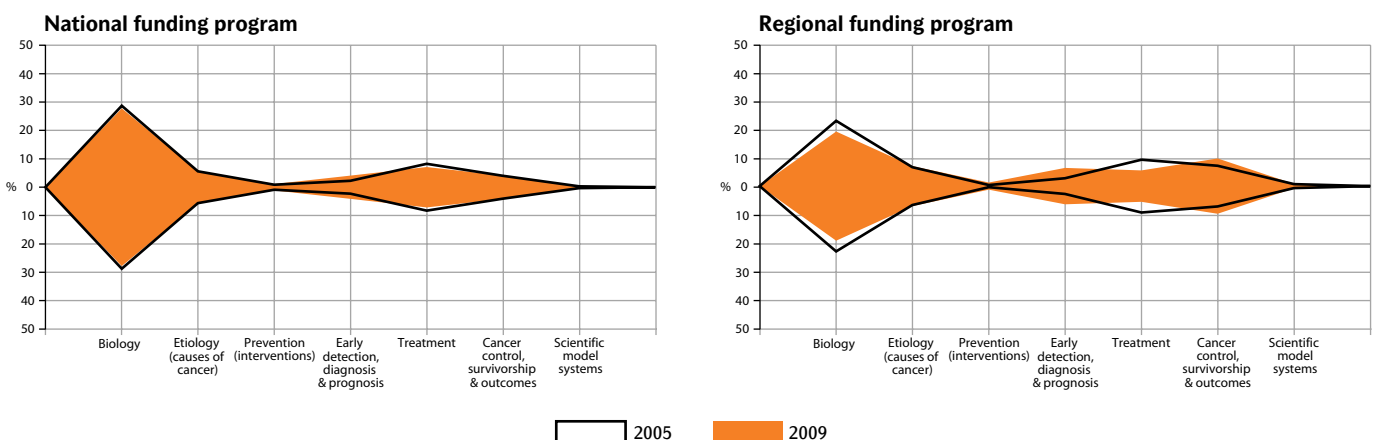 National funding program
50
40
30
20
10
% 0
10
20
30
40
50
Biology
Etiology
(causes of
cancer)
Prevention
(interventions)
Early
detection,
diagnosis
& prognosis
Treatment
Cancer
control,
survivorship
& outcomes
Scientific
model
systems
Regional funding program
50
40
30
20
10
% 0
10
20
30
40
50
Biology
Etiology
(causes of
cancer)
Prevention
(interventions)
Early
detection,
diagnosis
& prognosis
Treatment
Cancer
control,
survivorship
& outcomes
Scientific
model
systems
2005
2009